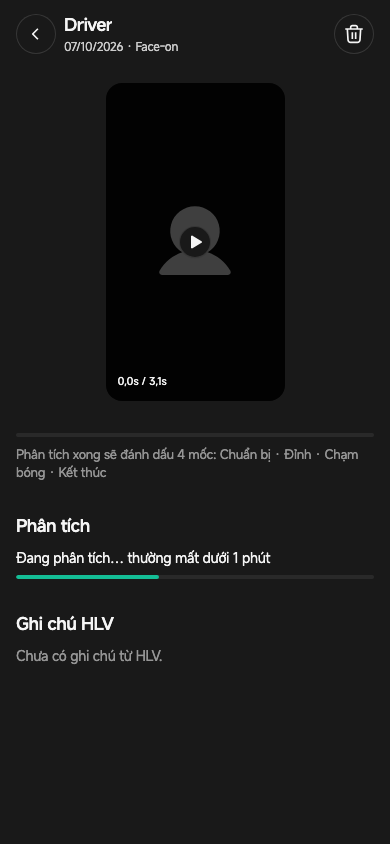 Driver
07/10/2026 · Face-on
0,0s / 3,1s
Phân tích xong sẽ đánh dấu 4 mốc: Chuẩn bị · Đỉnh · Chạm
bóng · Kết thúc
Phân tích
Đang phân tích... thường mất dưới 1 phút
Ghi chú HLV
Chưa có ghi chú từ HLV.